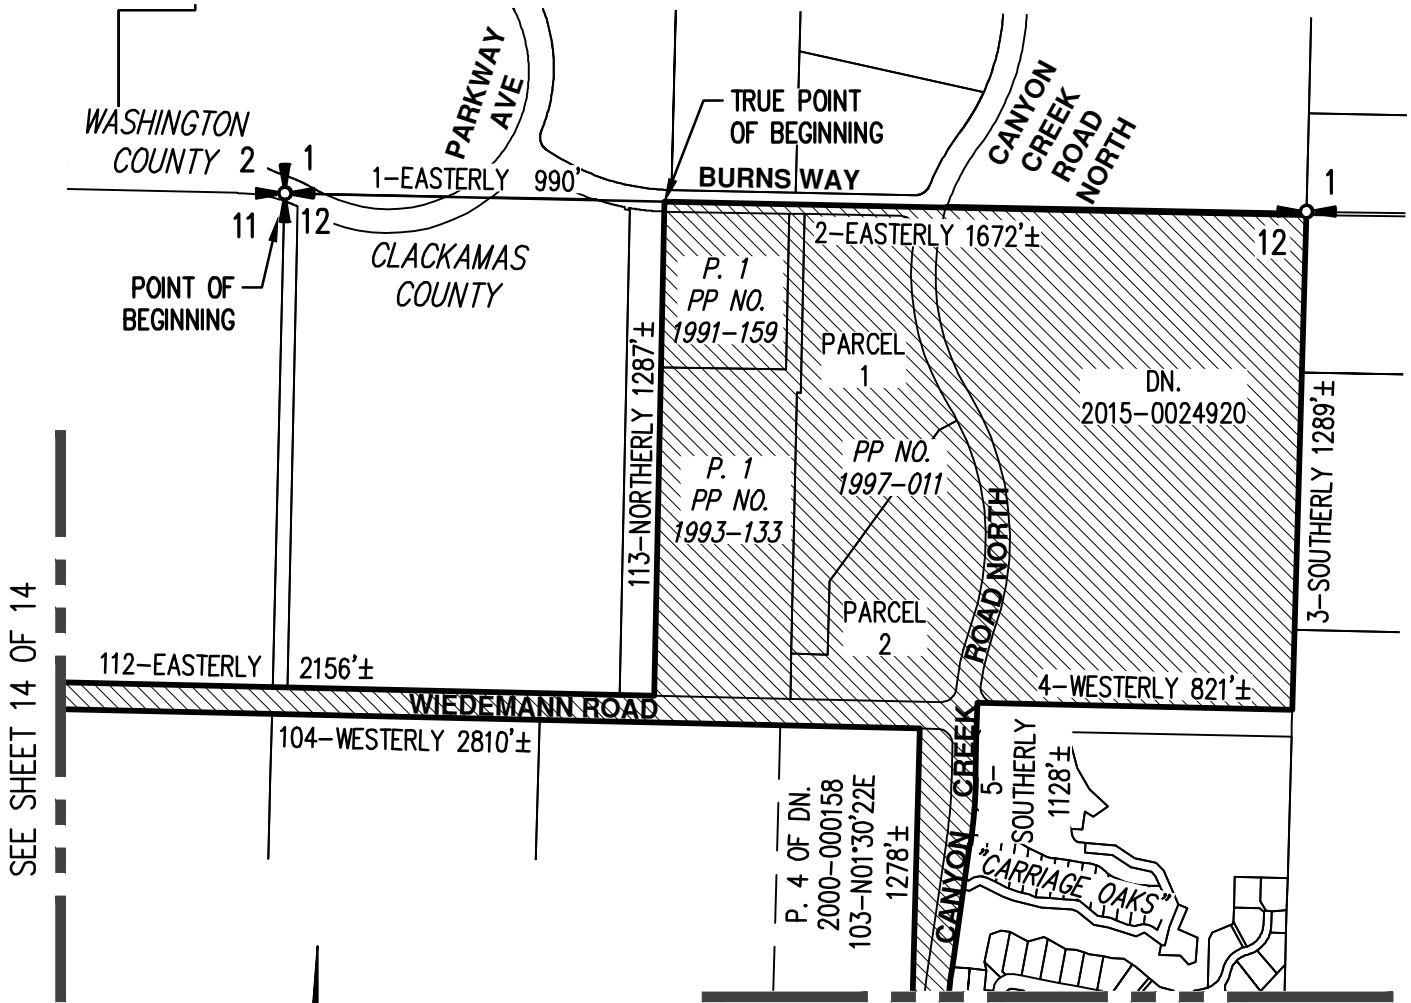 WASHINGTON
COUNTY
2
1
11
12
POINT OF
BEGINNING
PARKWAY
AVE
1-EASTERLY 990'
CLACKAMAS
COUNTY
TRUE POINT
OF BEGINNING
BURNS WAY
CANYON
CREEK
ROAD
NORTH
1
12
2-EASTERLY 1672'±
P. 1
PP NO.
1991-159
PARCEL
1
DN.
2015-0024920
113-NORTHERLY 1287'±
P. 1
PP NO.
1993-133
PP NO.
1997-011
3-SOUTHERLY 1289'±
ROAD NORTH
PARCEL
2
SEE SHEET 14 OF 14
112-EASTERLY 2156'±
WIEDEMANN ROAD
4-WESTERLY 821'±
104-WESTERLY 2810'±
CANYON CREEK
5-
SOUTHERLY
1128'±
P. 4 OF DN.
2000-000158
103-N01°30'22E
1278'±
"CARRIAGE OAKS"